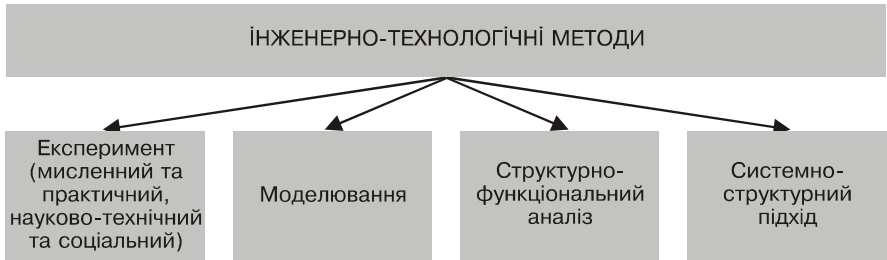 ІНЖЕНЕРНО-ТЕХНОЛОГІЧНІ МЕТОДИ
Експеримент
(мисленний та
практичний,
науково-технічний
та соціальний)
Моделювання
Структурно-
функціональний
аналіз
Системно-
структурний
підхід